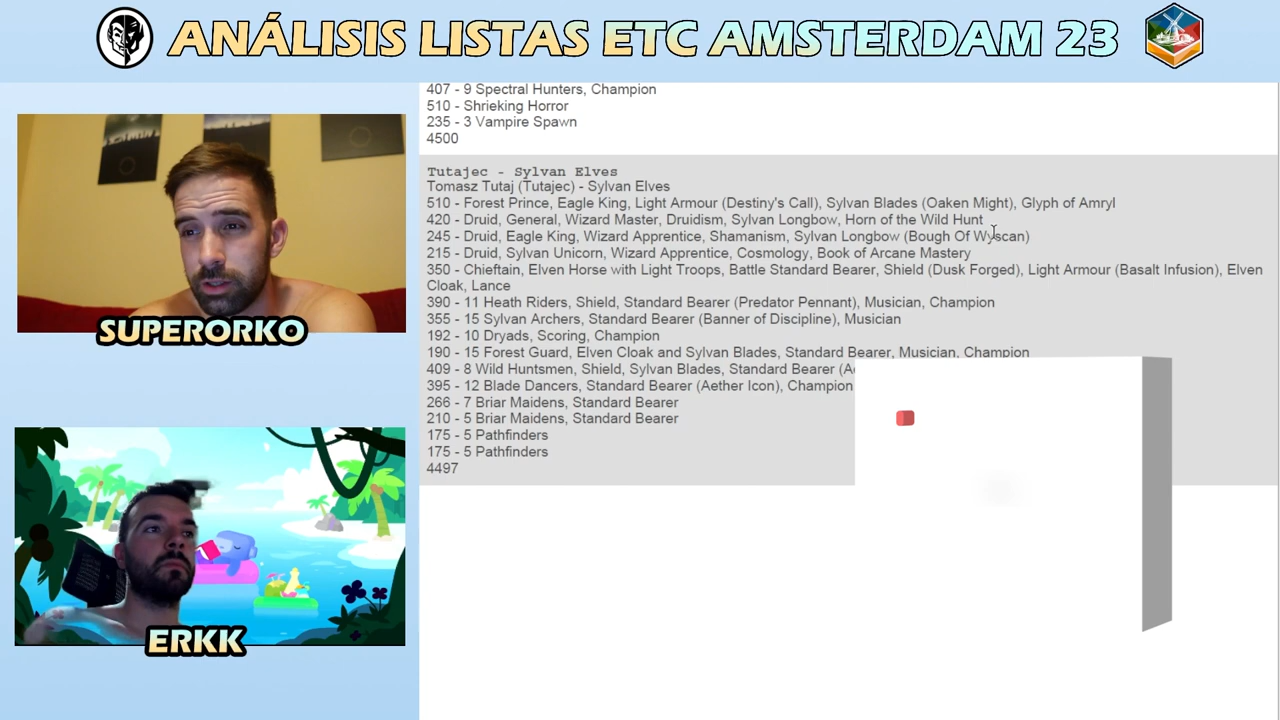 ANÁLISIS LISTAS ETC AMSTERDAM 23
407 - 9 Spectral Hunters, Champion
510 - Shrieking Horror
235 - 3 Vampire Spawn
4500
Tutajec - Sylvan Elves
Tomasz Tutaj (Tutajec) - Sylvan Elves
510 - Forest Prince, Eagle King, Light Armour (Destiny's Call), Sylvan Blades (Oaken Might), Glyph of Amryl
420 - Druid, General, Wizard Master, Druidism, Sylvan Longbow, Horn of the Wild Hunt
245 - Druid, Eagle King, Wizard Apprentice, Shamanism, Sylvan Longbow (Bough Of Wyscan)
215 - Druid, Sylvan Unicorn, Wizard Apprentice, Cosmology, Book of Arcane Mastery
350 - Chieftain, Elven Horse with Light Troops, Battle Standard Bearer, Shield (Dusk Forged), Light Armour (Basalt Infusion), Elven
Cloak, Lance
390 - 11 Heath Riders, Shield, Standard Bearer (Predator Pennant), Musician, Champion
355 - 15 Sylvan Archers, Standard Bearer (Banner of Discipline), Musician
192 - 10 Dryads, Scoring, Champion
190 - 15 Forest Guard, Elven Cloak and Sylvan Blades, Standard Bearer, Musician, Champion
409 - 8 Wild Huntsmen, Shield, Sylvan Blades, Standard Bearer
395 - 12 Blade Dancers, Standard Bearer (Aether Icon), Champion
266 - 7 Briar Maidens, Standard Bearer
210 - 5 Briar Maidens, Standard Bearer
175 - 5 Pathfinders
175 - 5 Pathfinders
4497
SUPERORKO
ERKK